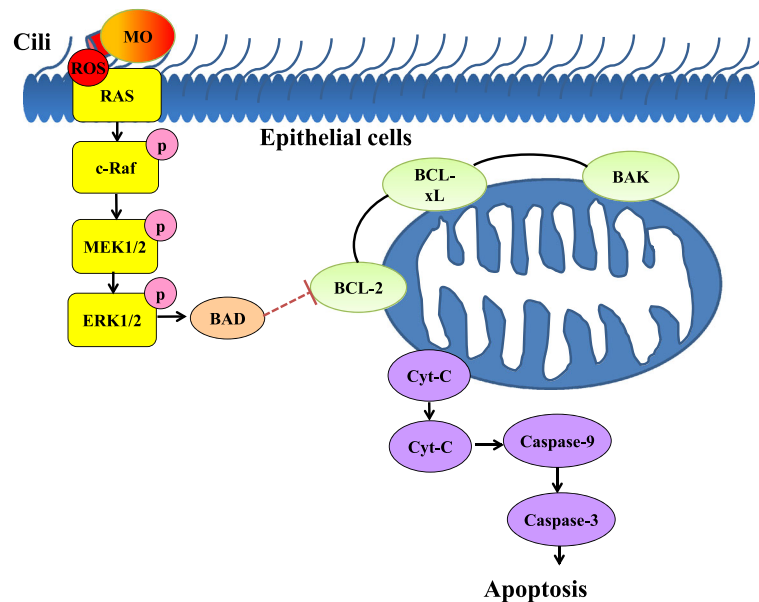 Cili
MO
ROS
RAS
Epithelial cells
c-Raf
p
MEK1/2
p
ERK1/2
p
BAD
BCL-2
BCL-
xL
BAK
Cyt-C
Cyt-C
Caspase-9
Caspase-3
Apoptosis